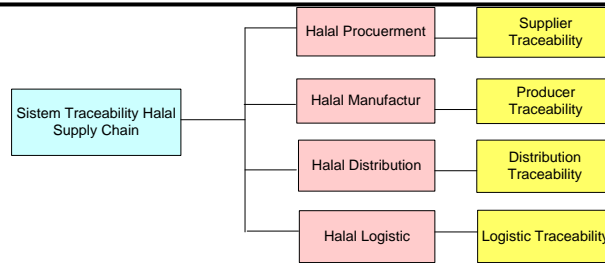 Halal Procuerment
Supplier
Traceability
Sistem Traceability Halal
Supply Chain
Halal Manufactur
Producer
Traceability
Halal Distribution
Distribution
Traceability
Halal Logistic
Logistic Traceability